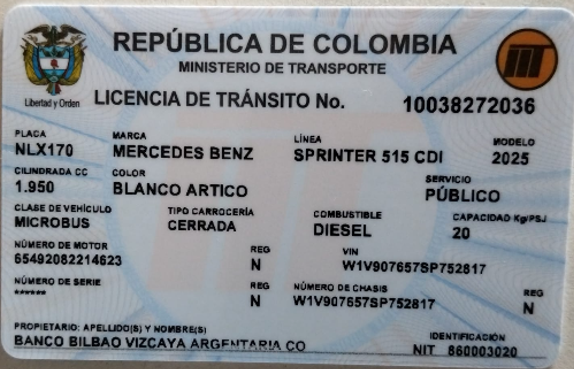 REPÚBLICA DE COLOMBIA
MINISTERIO DE TRANSPORTE
Libertad y Orden
LICENCIA DE TRÁNSITO No. 10038272036
PLACA MARCA LÍNEA MODELO
NLX170 MERCEDES BENZ SPRINTER 515 CDI 2025
CILINDRADA CC COLOR SERVICIO
1.950 BLANCO ARTICO PÚBLICO
CLASE DE VEHÍCULO TIPO CARROCERÍA COMBUSTIBLE CAPACIDAD Kg/PSJ
MICROBUS CERRADA DIESEL 20
NÚMERO DE MOTOR REG VIN
65492082214623 N W1V907657SP752817
NÚMERO DE SERIE REG NÚMERO DE CHASIS REG
****** N W1V907657SP752817 N
PROPIETARIO: APELLIDO(S) Y NOMBRE(S) IDENTIFICACIÓN
BANCO BILBAO VIZCAYA ARGENTARIA CO NIT 860003020